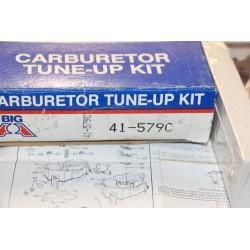 CARBURETOR
TUNE-UP KIT
CARBURETOR TUNE-UP KIT
BIG
41-579C